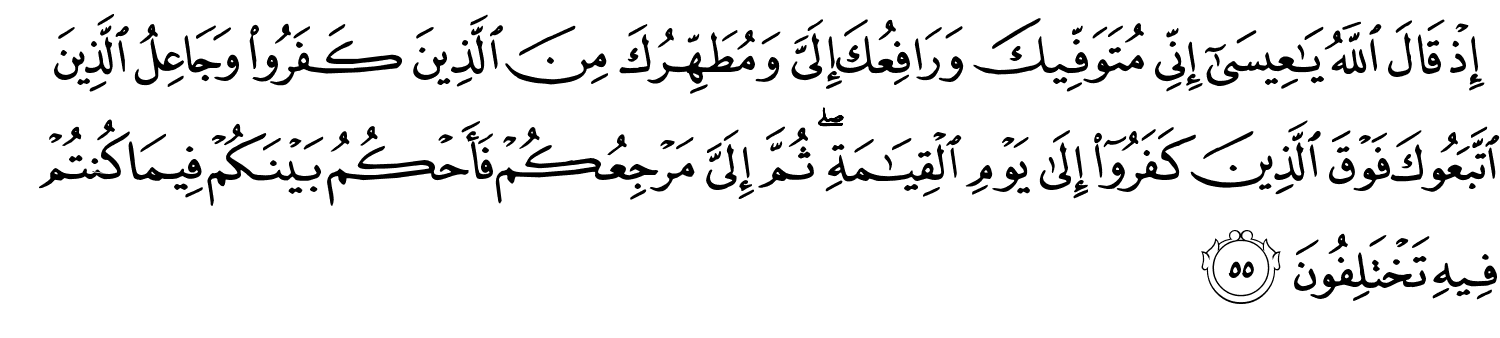 إِذْ قَالَ ٱللَّهُ يَـٰعِيسَىٰٓ إِنِّى مُتَوَفِّيكَ وَرَافِعُكَ إِلَىَّ وَمُطَهِّرُكَ مِنَ ٱلَّذِينَ كَفَرُوا۟ وَجَاعِلُ ٱلَّذِينَ
ٱتَّبَعُوكَ فَوْقَ ٱلَّذِينَ كَفَرُوٓا۟ إِلَىٰ يَوْمِ ٱلْقِيَـٰمَةِ ۖ ثُمَّ إِلَىَّ مَرْجِعُكُمْ فَأَحْكُمُ بَيْنَكُمْ فِيمَا كُنتُمْ
فِيهِ تَخْتَلِفُونَ ٥٥